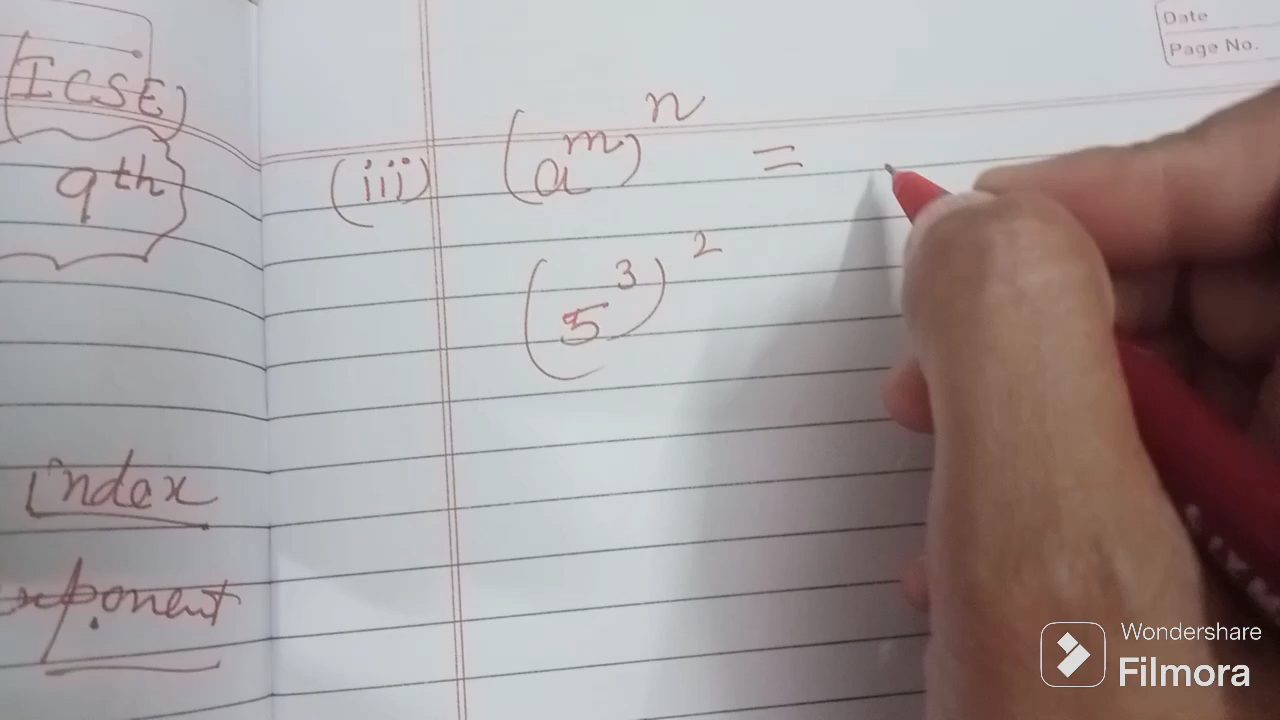 Date
Page No.
(ICSE)
9th
(iii) (a^m)^n =
(5^3)^2
index
exponent
Wondershare
Filmora